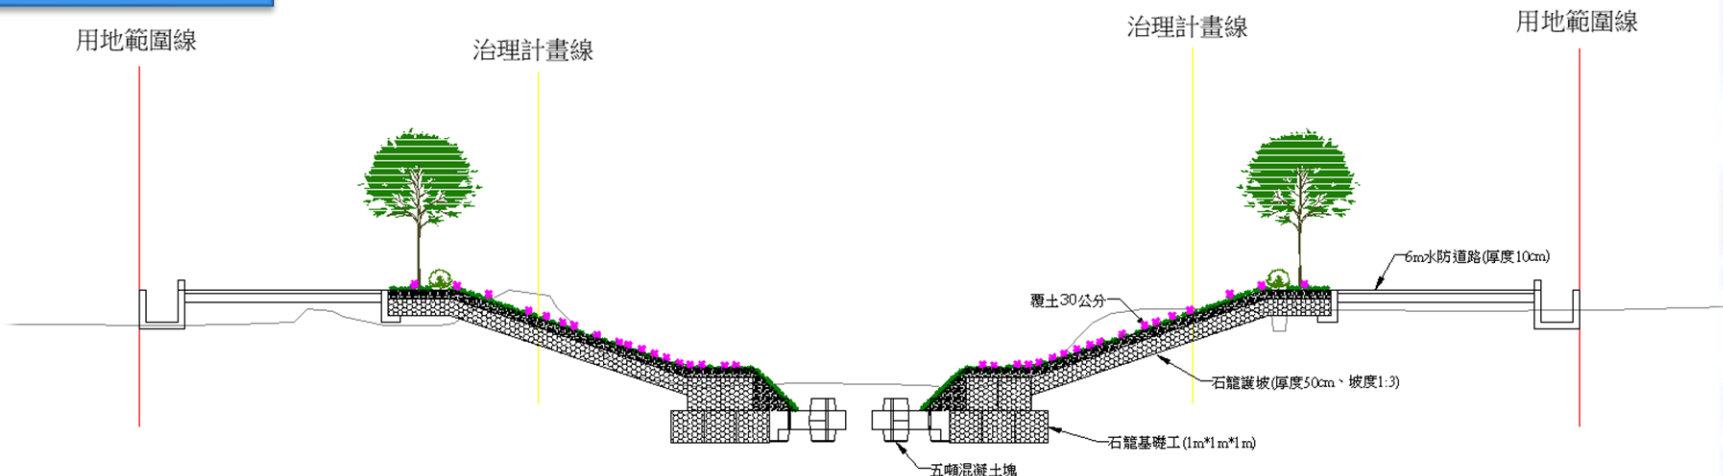 用地範圍線
治理計畫線
治理計畫線
用地範圍線
6m水防道路(厚度10cm)
覆土30公分
石籠護坡(厚度50cm、坡度1:3)
石籠基礎工(1m*1m*1m)
五噸混凝土塊